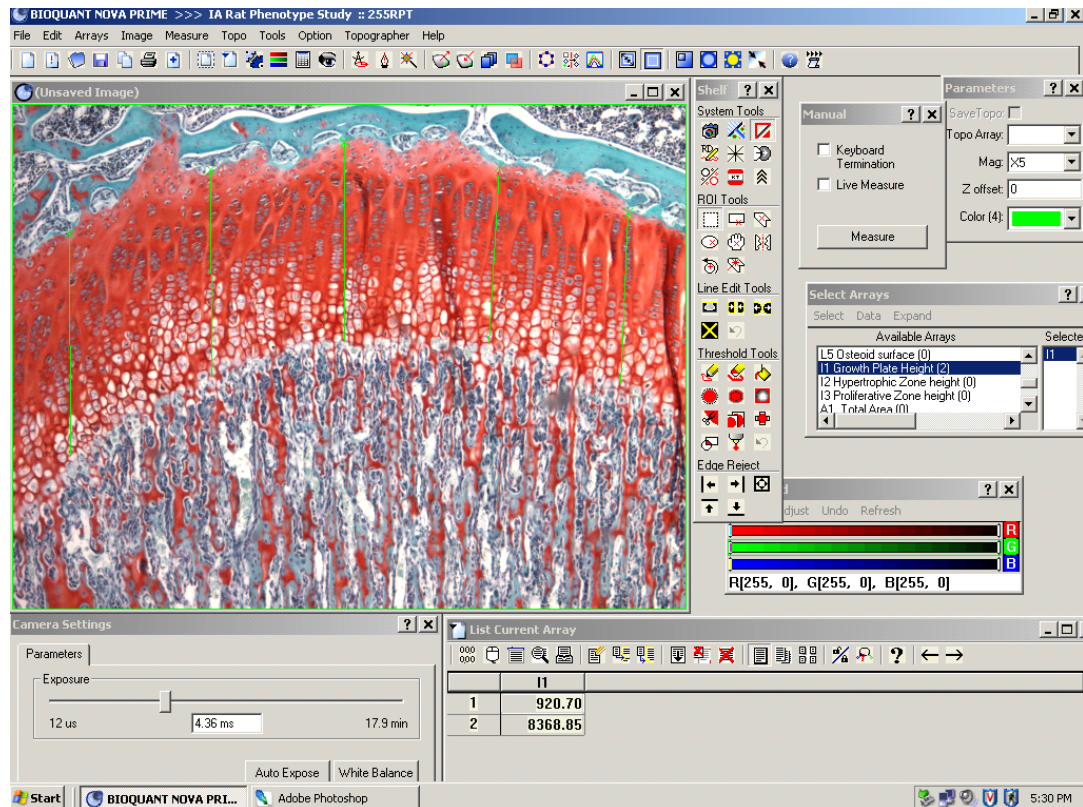 BIOQUANT NOVA PRIME >>> IA Rat Phenotype Study :: 255RPT
File Edit Arrays Image Measure Topo Tools Option Topographer Help
(Unsaved Image)
Shelf
System Tools
ROI Tools
Line Edit Tools
Threshold Tools
Edge Reject
Manual
Keyboard
Termination
Live Measure
Measure
Parameters
SaveTopo:
Topo Array:
Mag: X5
Z offset: 0
Color (4):
Select Arrays
Select Data Expand
Available Arrays Selecte
L5 Osteoid surface (0)
I1 Growth Plate Height (2)
I2 Hypertrophic Zone height (0)
I3 Proliferative Zone height (0)
A1 Total Area (0)
I1
djust Undo Refresh
R
G
B
R[255, 0], G[255, 0], B[255, 0]
Camera Settings
Parameters
Exposure
12 us 4.36 ms 17.9 min
Auto Expose White Balance
List Current Array
I1
1 920.70
2 8368.85
Start BIOQUANT NOVA PRI... Adobe Photoshop 5:30 PM